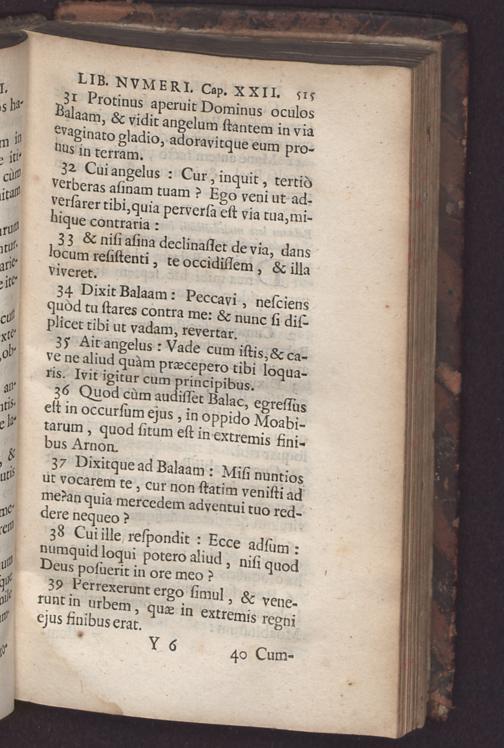 LIB. NVMERI. Cap. XXII. 515
31 Protinus aperuit Dominus oculos
Balaam, & vidit angelum ſtantem in via
evaginato gladio, adoravitque eum pro-
nus in terram.
32 Cui angelus : Cur, inquit, tertiò
verberas aſinam tuam ? Ego veni ut ad-
verſarer tibi, quia perverſa eſt via tua, mi-
hique contraria :
33 & niſi aſina declinaſſet de via, dans
locum reſiſtenti, te occidiſſem, & illa
viveret.
34 Dixit Balaam : Peccavi, neſciens
quòd tu ſtares contra me: & nunc ſi diſ-
plicet tibi ut vadam, revertar.
35 Ait angelus : Vade cum iſtis, & ca-
ve ne aliud quàm præcepero tibi loqua-
ris. Ivit igitur cum principibus.
36 Quod cùm audiſſet Balac, egreſſus
eſt in occurſum ejus, in oppido Moabi-
tarum, quod ſitum eſt in extremis fini-
bus Arnon.
37 Dixitque ad Balaam : Miſi nuntios
ut vocarem te, cur non ſtatim veniſti ad
me? an quia mercedem adventui tuo red-
dere nequeo ?
38 Cui ille reſpondit : Ecce adſum :
numquid loqui potero aliud, niſi quod
Deus poſuerit in ore meo ?
39 Perrexerunt ergo ſimul, & vene-
runt in urbem, quæ in extremis regni
ejus finibus erat.
Y 6 40 Cum-